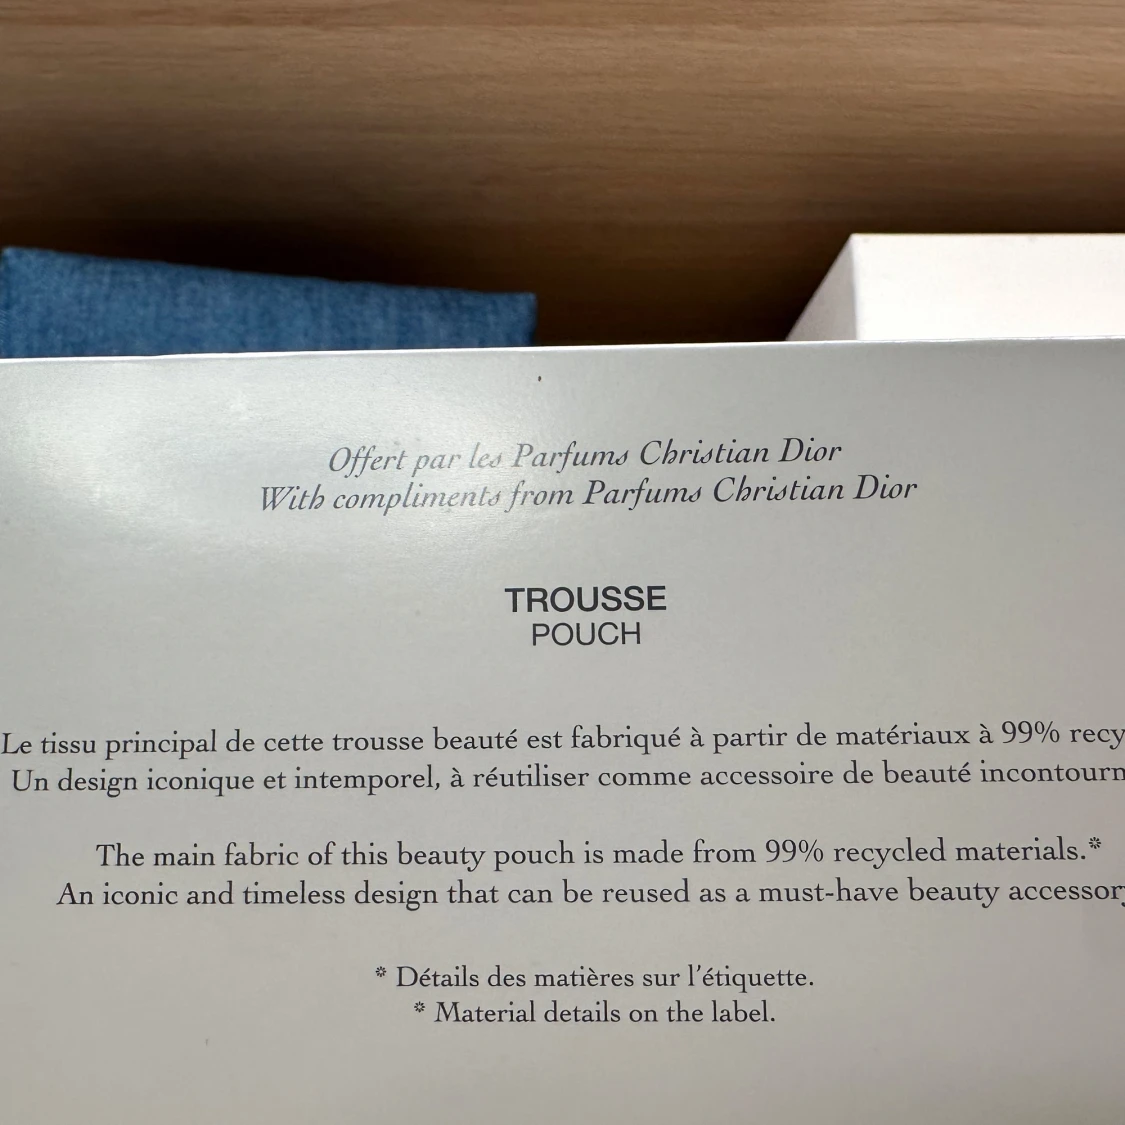 Offert par les Parfums Christian Dior
With compliments from Parfums Christian Dior
TROUSSE
POUCH
Le tissu principal de cette trousse beauté est fabriqué à partir de matériaux à 99%
Un design iconique et intemporel, à réutiliser comme accessoire de beauté
The main fabric of this beauty pouch is made from 99% recycled materials.*
An iconic and timeless design that can be reused as a must-have beauty
* Détails des matières sur l'étiquette.
* Material details on the label.